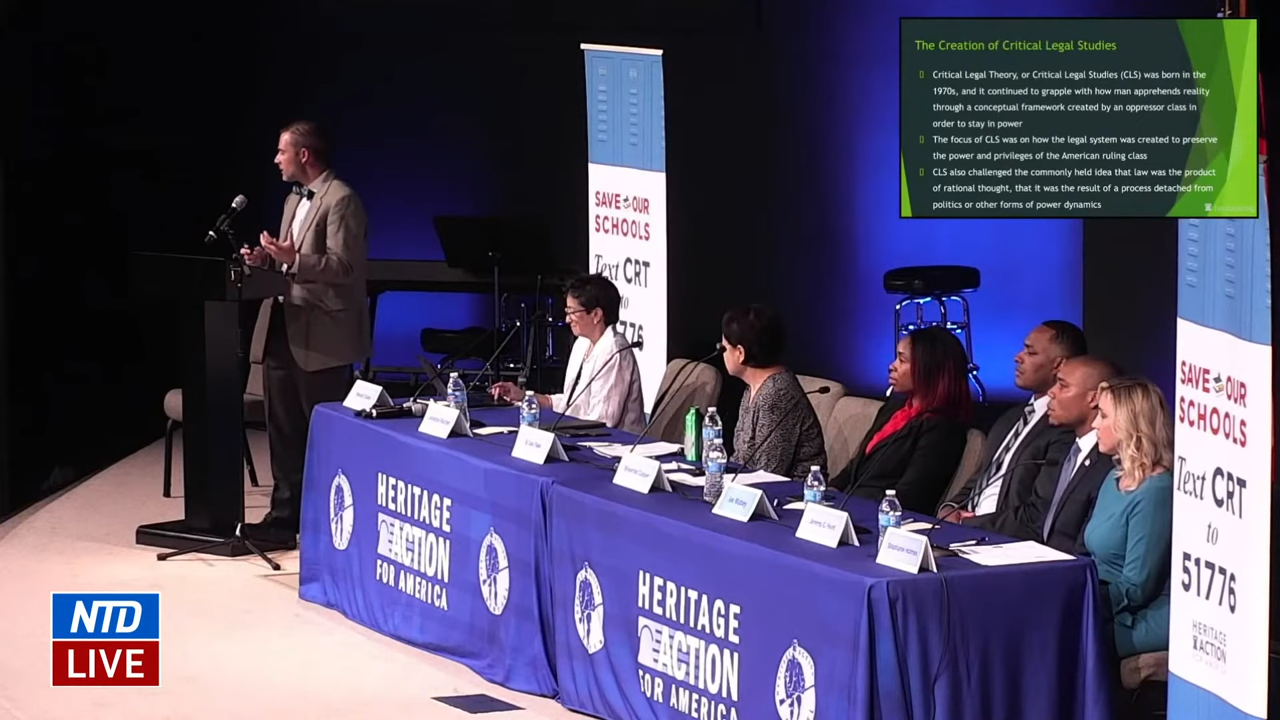 The Creation of Critical Legal Studies
Critical Legal Theory, or Critical Legal Studies (CLS) was born in the
1970s, and it continued to grapple with how man apprehends reality
through a conceptual framework created by an oppressor class in
order to stay in power
The focus of CLS was on how the legal system was created to preserve
the power and privileges of the American ruling class
CLS also challenged the commonly held idea that law was the product
of rational thought, that it was the result of a process detached from
politics or other forms of power dynamics
SAVE OUR
SCHOOLS
Text CRT
to
776
SAVE OUR
SCHOOLS
Text CRT
to
51776
HERITAGE
ACTION
FOR AMERICA
HERITAGE
ACTION
FOR AMERICA
HERITAGE
ACTION
FOR AMERICA
NTD
LIVE